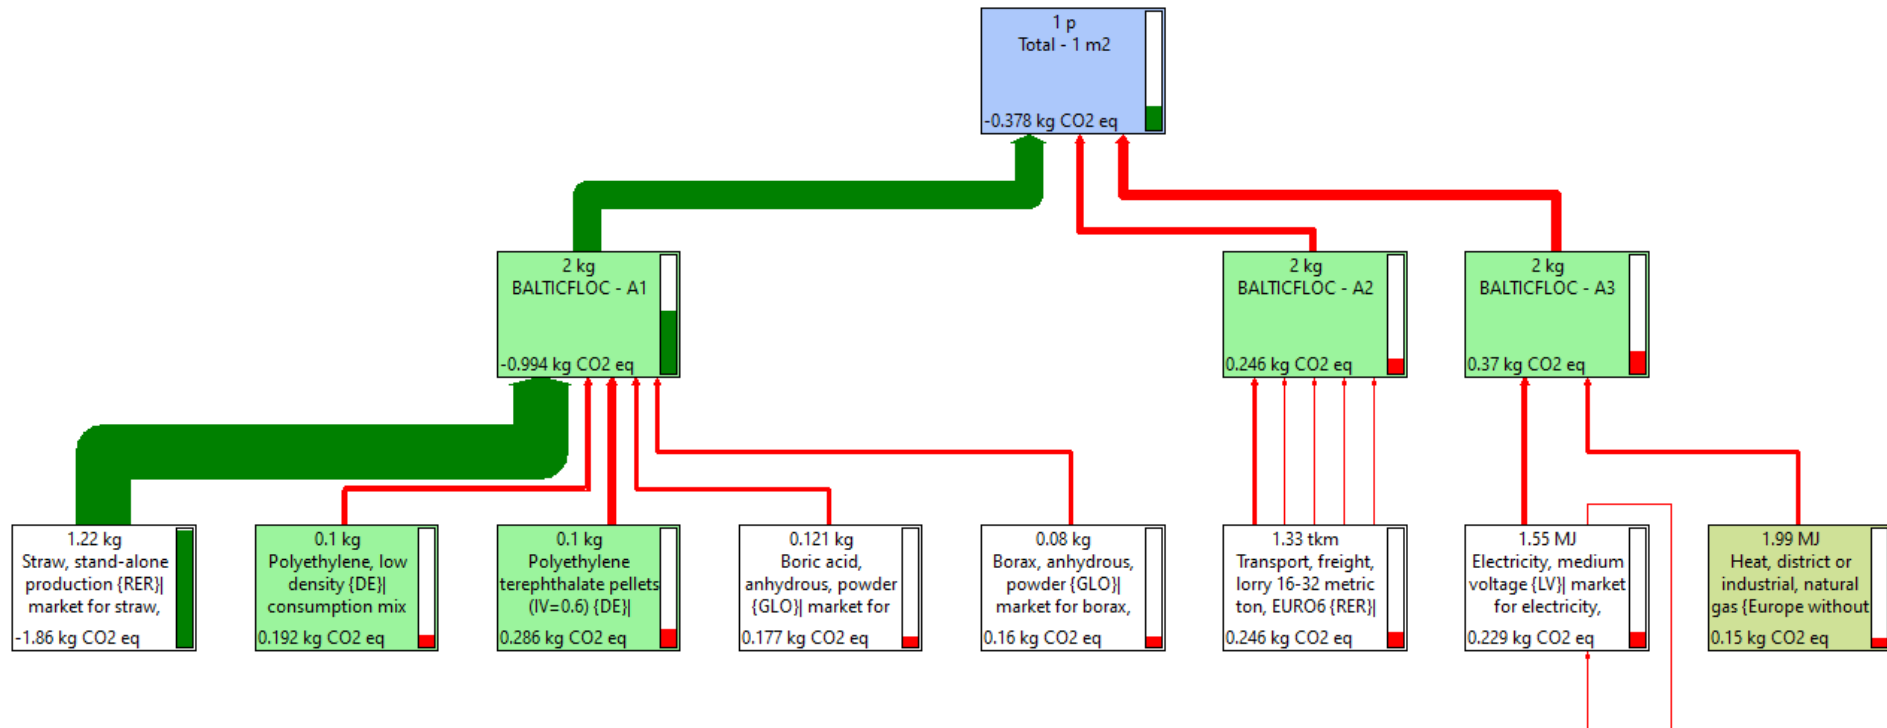 1 p
Total - 1 m2
-0.378 kg CO2 eq
2 kg
BALTICFLOC - A1
-0.994 kg CO2 eq
2 kg
BALTICFLOC - A2
0.246 kg CO2 eq
2 kg
BALTICFLOC - A3
0.37 kg CO2 eq
1.22 kg
Straw, stand-alone
production {RER}|
market for straw,
-1.86 kg CO2 eq
0.1 kg
Polyethylene, low
density {DE}|
consumption mix
0.192 kg CO2 eq
0.1 kg
Polyethylene
terephthalate pellets
(IV=0.6) {DE}|
0.286 kg CO2 eq
0.121 kg
Boric acid,
anhydrous, powder
{GLO}| market for
0.177 kg CO2 eq
0.08 kg
Borax, anhydrous,
powder {GLO}|
market for borax,
0.16 kg CO2 eq
1.33 tkm
Transport, freight,
lorry 16-32 metric
ton, EURO6 {RER}|
0.246 kg CO2 eq
1.55 MJ
Electricity, medium
voltage {LV}| market
for electricity,
0.229 kg CO2 eq
1.99 MJ
Heat, district or
industrial, natural
gas {Europe without
0.15 kg CO2 eq